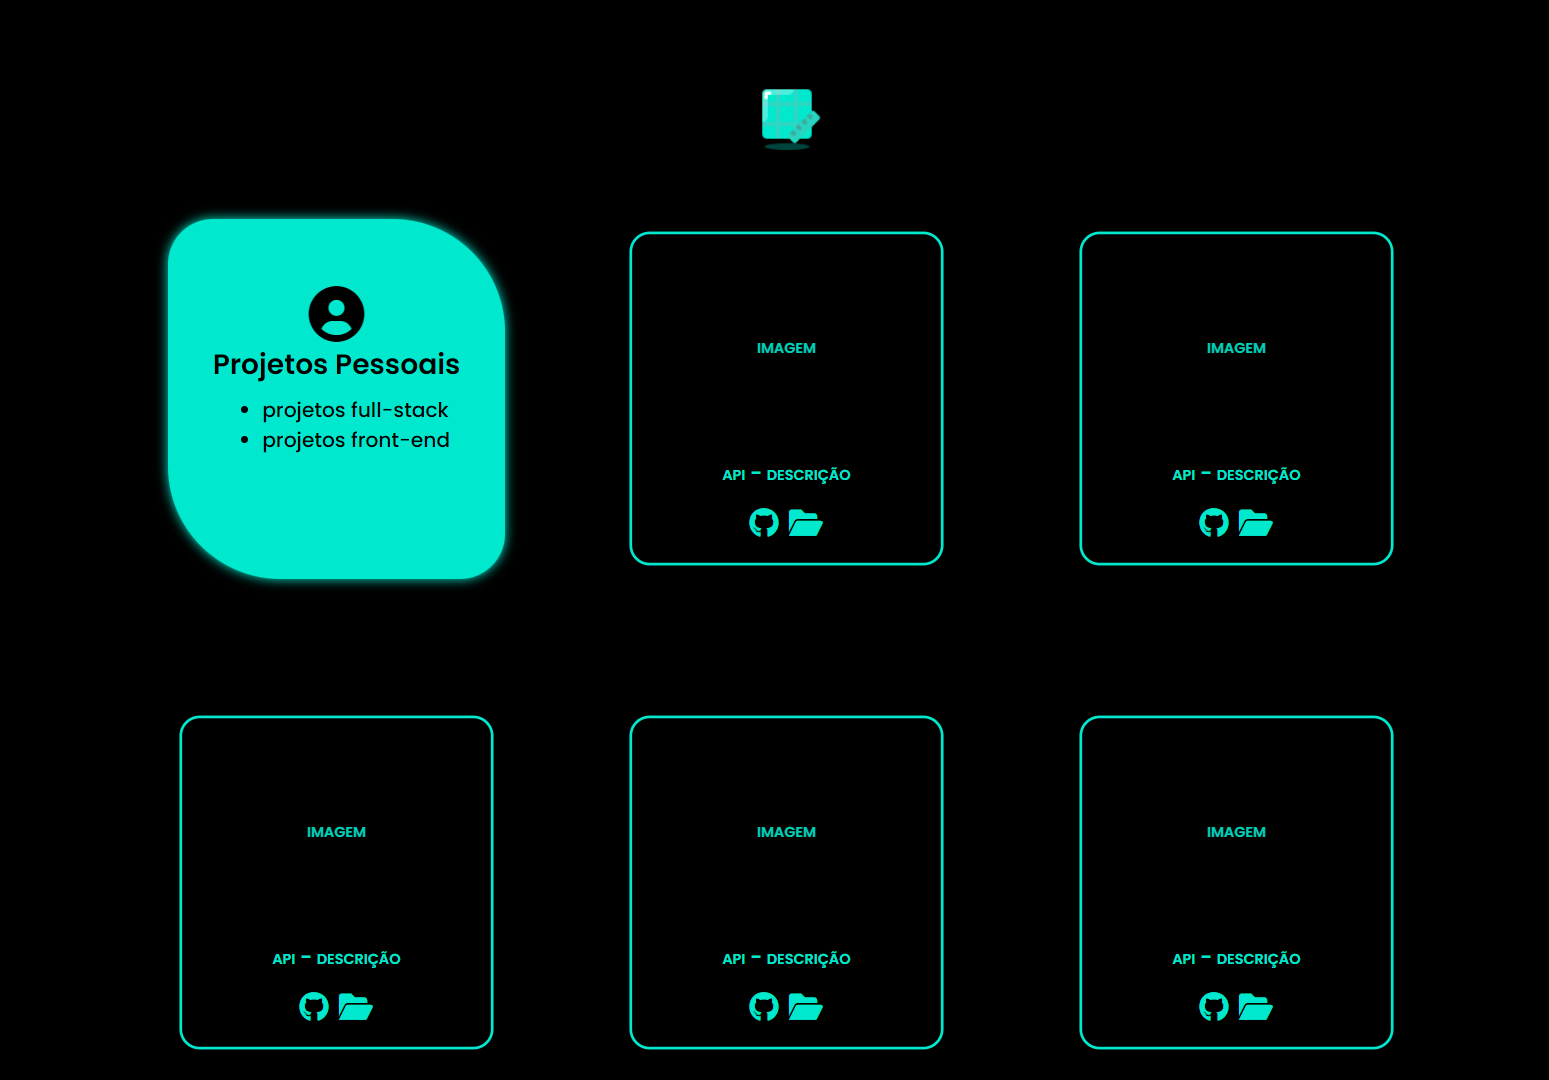 Projetos Pessoais
• projetos full-stack
• projetos front-end
IMAGEM
API - DESCRIÇÃO
IMAGEM
API - DESCRIÇÃO
IMAGEM
API - DESCRIÇÃO
IMAGEM
API - DESCRIÇÃO
IMAGEM
API - DESCRIÇÃO